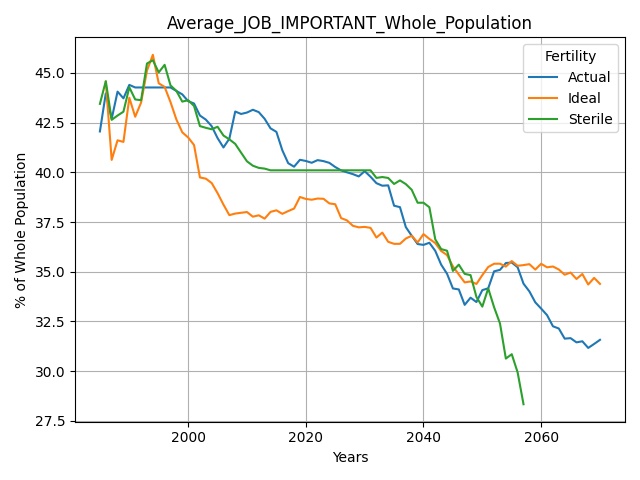 Average_JOB_IMPORTANT_Whole_Population
Fertility
Actual
Ideal
Sterile
% of Whole Population
45.0
42.5
40.0
37.5
35.0
32.5
30.0
27.5
2000
2020
2040
2060
Years